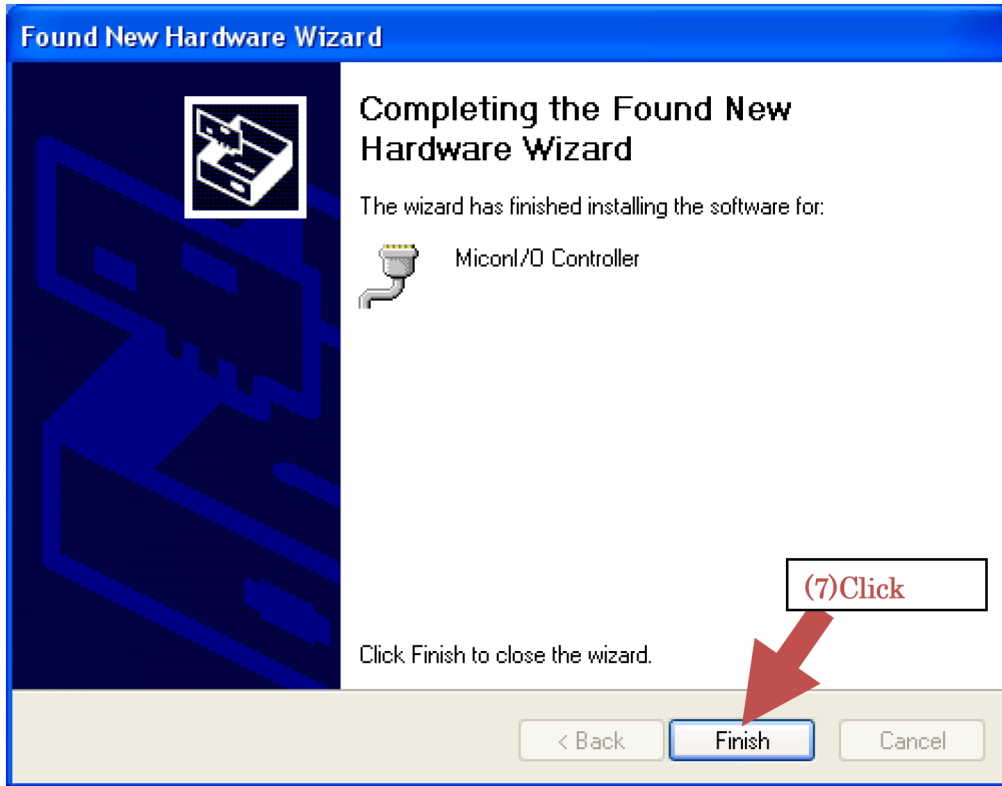 Found New Hardware Wizard
Completing the Found New
Hardware Wizard
The wizard has finished installing the software for:
MiconI/O Controller
(7)Click
Click Finish to close the wizard.
< Back
Finish
Cancel